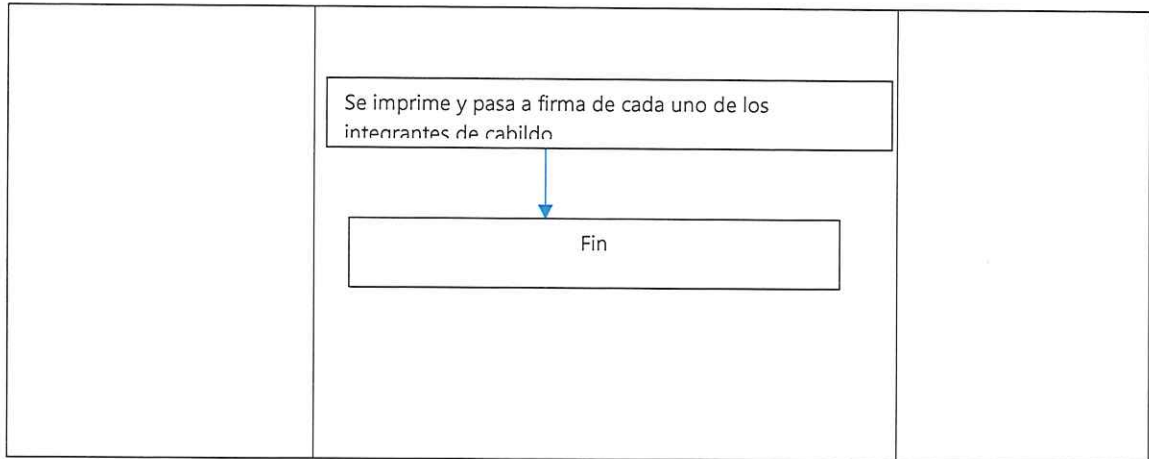 Se imprime y pasa a firma de cada uno de los
integrantes de cabildo
Fin